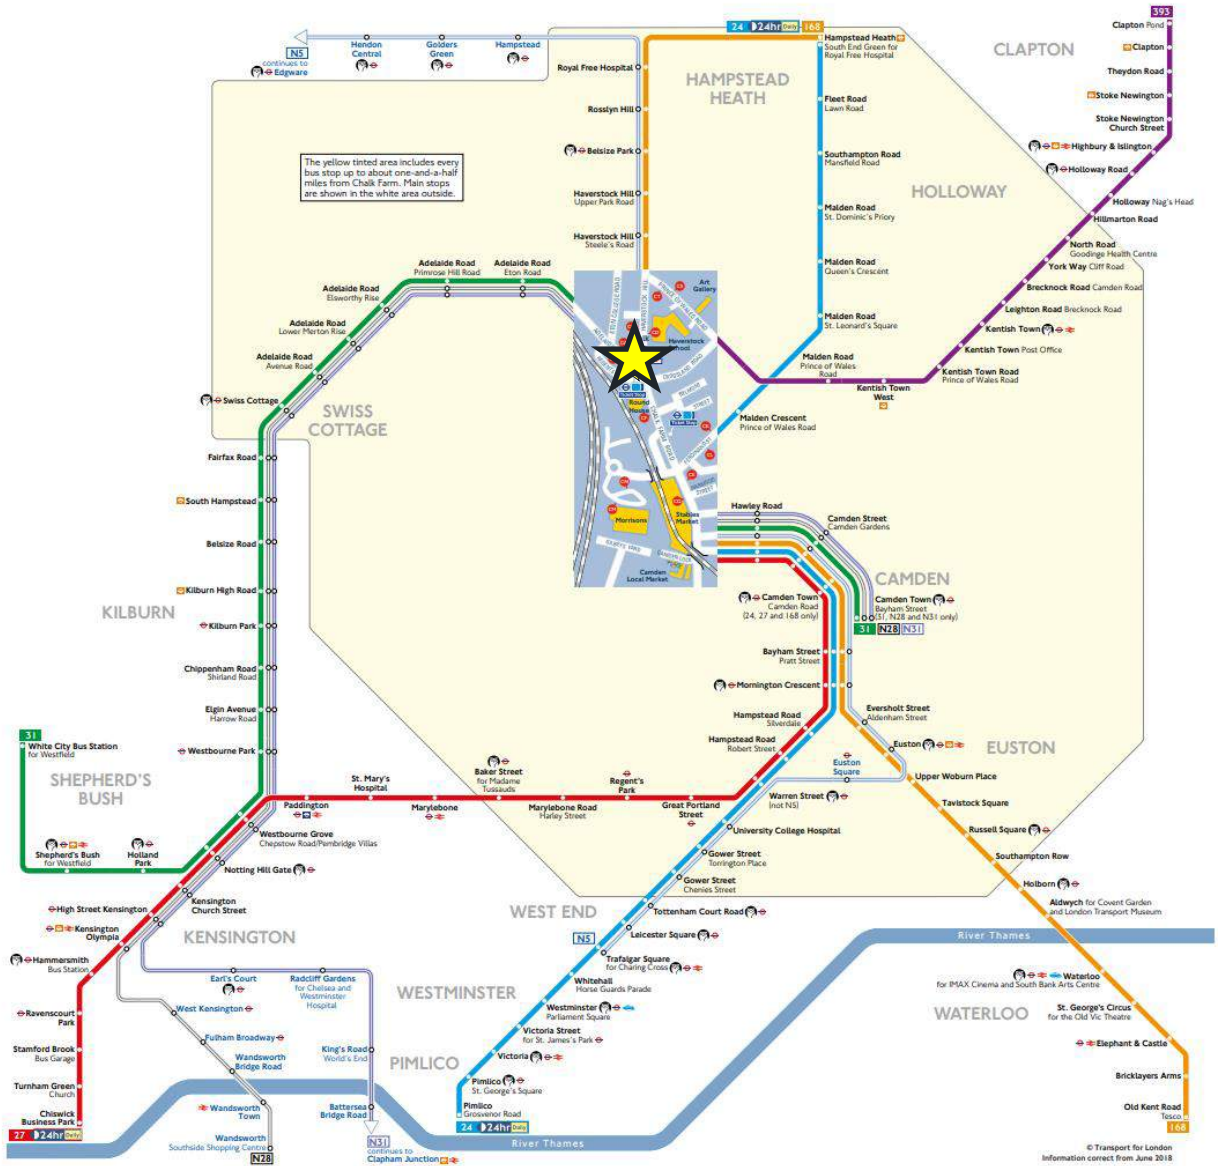 24 24hr Daily 168
393
Clapton Pond
Clapton
Theydon Road
Stoke Newington
Stoke Newington
Church Street
Highbury & Islington
Holloway Road
Holloway Nag's Head
Hillmarton Road
North Road
Goodinge Health Centre
York Way Cliff Road
Brecknock Road Camden Road
Leighton Road Brecknock Road
Kentish Town
Kentish Town Post Office
Kentish Town Road
Prince of Wales Road
Kentish Town
West
Malden Road
Prince of Wales
Road
CLAPTON
HOLLOWAY
HAMPSTEAD
HEATH
N5
continues to
Edgware
Hendon
Central
Golders
Green
Hampstead
Royal Free Hospital
Rosslyn Hill
Belsize Park
Haverstock Hill
Upper Park Road
Haverstock Hill
Steele's Road
Hampstead Heath
South End Green for
Royal Free Hospital
Fleet Road
Lawn Road
Southampton Road
Mansfield Road
Malden Road
St. Dominic's Priory
Malden Road
Queen's Crescent
Malden Road
St. Leonard's Square
Malden Crescent
Prince of Wales Road
The yellow tinted area includes every
bus stop up to about one-and-a-half
miles from Chalk Farm. Main stops
are shown in the white area outside.
Adelaide Road
Eton Road
Adelaide Road
Primrose Hill Road
Adelaide Road
Elsworthy Rise
Adelaide Road
Lower Merton Rise
Adelaide Road
Avenue Road
Swiss Cottage
SWISS
COTTAGE
Fairfax Road
South Hampstead
Belsize Road
Kilburn High Road
KILBURN
Kilburn Park
Chippenham Road
Shirland Road
Elgin Avenue
Harrow Road
Westbourne Park
Art
Gallery
Haverstock
School
Ticket Stop
Round
House
Ticket Stop
CHALK FARM ROAD
Morrisons
Stables
Market
Camden
Local Market
Hawley Road
Camden Street
Camden Gardens
CAMDEN
Camden Town
Camden Road
(24, 27 and 168 only)
Camden Town
Bayham Street
(31, N28 and N31 only)
31 N28 N31
Bayham Street
Pratt Street
Mornington Crescent
Hampstead Road
Silverdale
Hampstead Road
Robert Street
Eversholt Street
Aldenham Street
Euston
EUSTON
Euston
Square
Warren Street
(not N5)
Upper Woburn Place
Tavistock Square
Russell Square
Southampton Row
Holborn
Aldwych for Covent Garden
and London Transport Museum
River Thames
Waterloo
for IMAX Cinema and South Bank Arts Centre
WATERLOO
St. George's Circus
for the Old Vic Theatre
Elephant & Castle
Bricklayers Arms
Old Kent Road
Tesco
168
31
White City Bus Station
for Westfield
SHEPHERD'S
BUSH
Shepherd's Bush
for Westfield
Holland
Park
Paddington
St. Mary's
Hospital
Marylebone
Baker Street
for Madame
Tussauds
Marylebone Road
Harley Street
Regent's
Park
Great Portland
Street
Westbourne Grove
Chepstow Road/Pembridge Villas
Notting Hill Gate
Kensington
Church Street
High Street Kensington
Kensington
Olympia
KENSINGTON
Hammersmith
Bus Station
Ravenscourt
Park
Stamford Brook
Bus Garage
Turnham Green
Church
Chiswick
Business Park
27 24hr Daily
Earl's Court
Radcliff Gardens
for Chelsea and
Westminster
Hospital
West Kensington
Fulham Broadway
Wandsworth
Bridge Road
King's Road
World's End
Wandsworth
Town
Battersea
Bridge Road
Wandsworth
Southside Shopping Centre
N28
N31
continues to
Clapham Junction
University College Hospital
Gower Street
Torrington Place
Gower Street
Chenies Street
WEST END
Tottenham Court Road
Leicester Square
N5
Trafalgar Square
for Charing Cross
Whitehall
Horse Guards Parade
WESTMINSTER
Westminster
Parliament Square
Victoria Street
for St. James's Park
PIMLICO
Victoria
Pimlico
St. George's Square
Pimlico
Grosvenor Road
24 24hr Daily
River Thames
© Transport for London
Information correct from June 2018